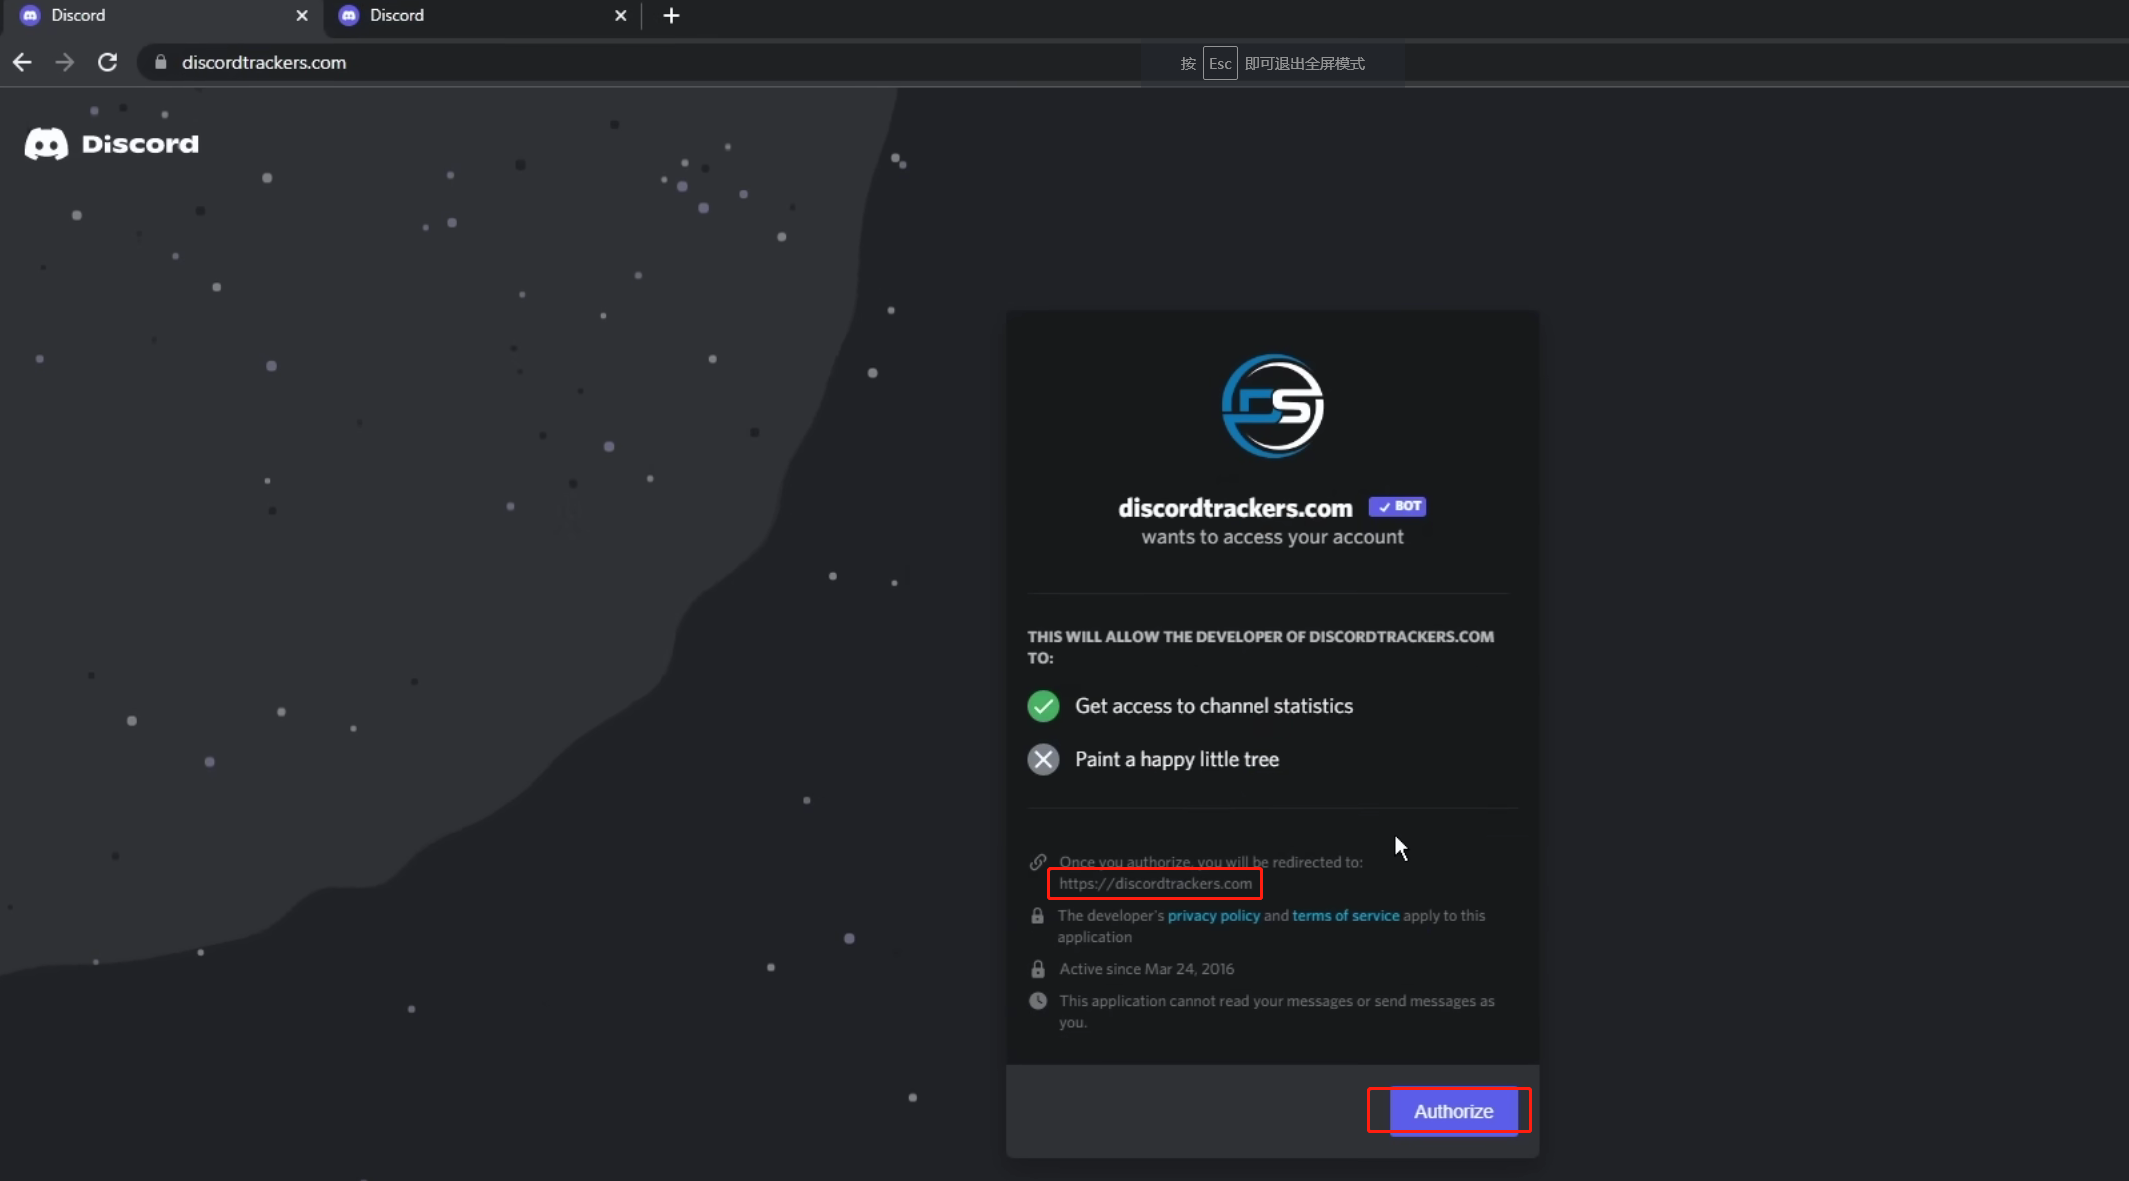 Discord
Discord
discordtrackers.com
按 Esc 即可退出全屏模式
Discord
DS
discordtrackers.com BOT
wants to access your account
THIS WILL ALLOW THE DEVELOPER OF DISCORDTRACKERS.COM
TO:
Get access to channel statistics
Paint a happy little tree
Once you authorize, you will be redirected to:
https://discordtrackers.com
The developer's privacy policy and terms of service apply to this
application
Active since Mar 24, 2016
This application cannot read your messages or send messages as
you.
Authorize